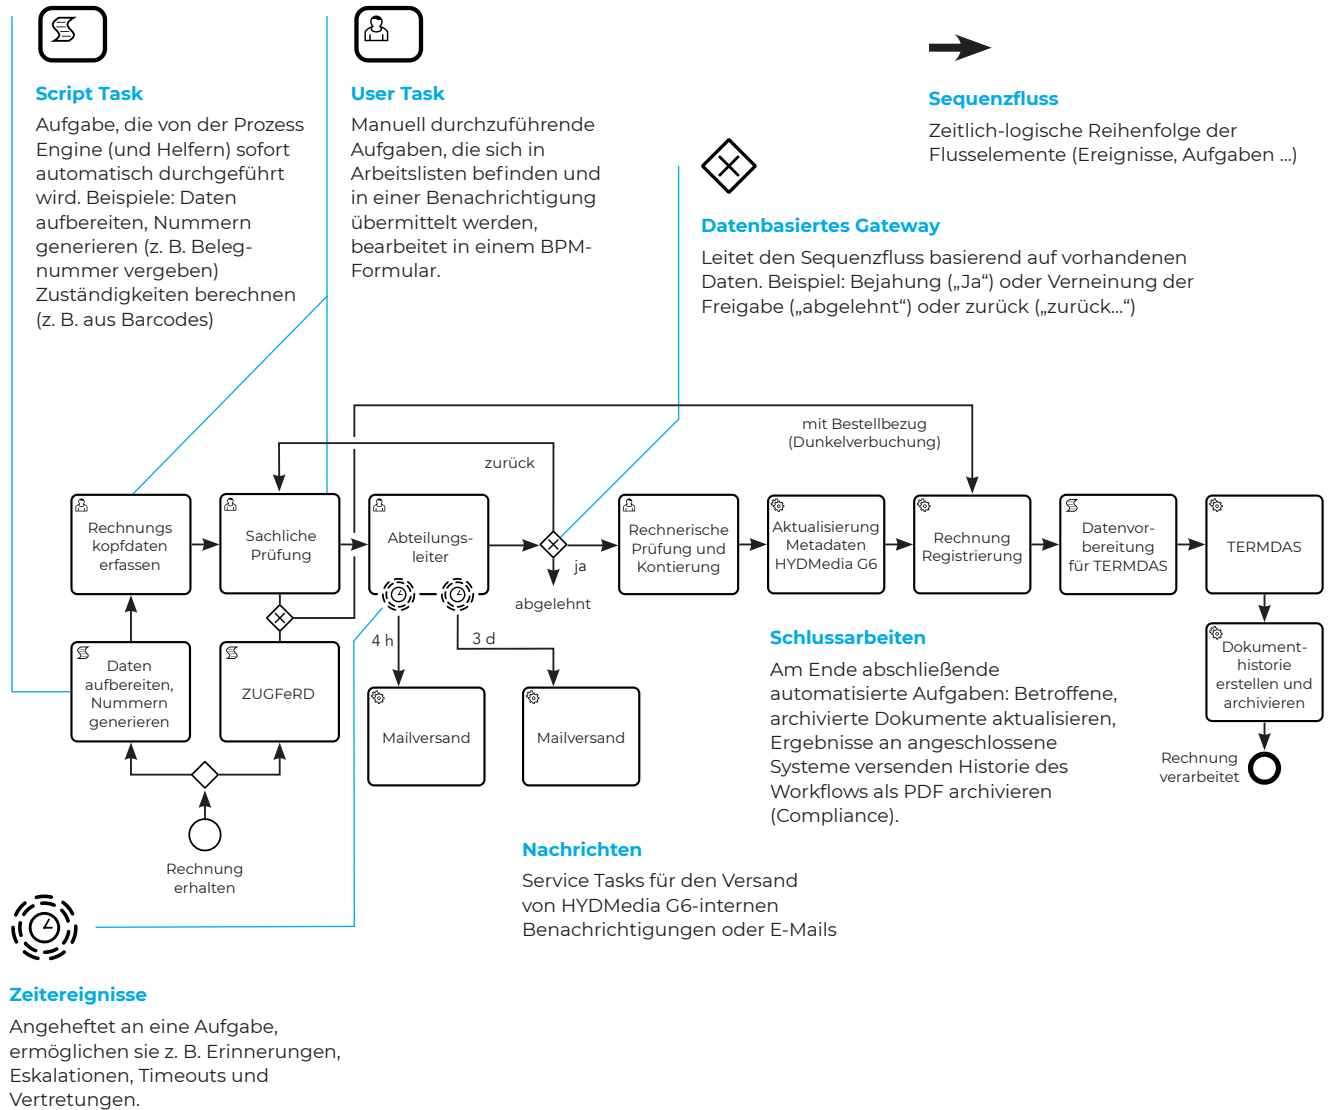 Script Task
Aufgabe, die von der Prozess
Engine (und Helfern) sofort
automatisch durchgeführt
wird. Beispiele: Daten
aufbereiten, Nummern
generieren (z. B. Beleg-
nummer vergeben)
Zuständigkeiten berechnen
(z. B. aus Barcodes)
User Task
Manuell durchzuführende
Aufgaben, die sich in
Arbeitslisten befinden und
in einer Benachrichtigung
übermittelt werden,
bearbeitet in einem BPM-
Formular.
Sequenzfluss
Zeitlich-logische Reihenfolge der
Flusselemente (Ereignisse, Aufgaben ...)
Datenbasiertes Gateway
Leitet den Sequenzfluss basierend auf vorhandenen
Daten. Beispiel: Bejahung („Ja“) oder Verneinung der
Freigabe („abgelehnt“) oder zurück („zurück...“)
mit Bestellbezug
(Dunkelverbuchung)
zurück
Rechnungs
kopfdaten
erfassen
Sachliche
Prüfung
Abteilungs-
leiter
ja
abgelehnt
Rechnerische
Prüfung und
Kontierung
Aktualisierung
Metadaten
HYDMedia G6
Rechnung
Registrierung
Datenvor-
bereitung
für TERMDAS
TERMDAS
Daten
aufbereiten,
Nummern
generieren
ZUGFeRD
4 h
3 d
Mailversand
Mailversand
Dokument-
historie
erstellen und
archivieren
Rechnung
verarbeitet
Rechnung
erhalten
Schlussarbeiten
Am Ende abschließende
automatisierte Aufgaben: Betroffene,
archivierte Dokumente aktualisieren,
Ergebnisse an angeschlossene
Systeme versenden Historie des
Workflows als PDF archivieren
(Compliance).
Nachrichten
Service Tasks für den Versand
von HYDMedia G6-internen
Benachrichtigungen oder E-Mails
Zeitereignisse
Angeheftet an eine Aufgabe,
ermöglichen sie z. B. Erinnerungen,
Eskalationen, Timeouts und
Vertretungen.